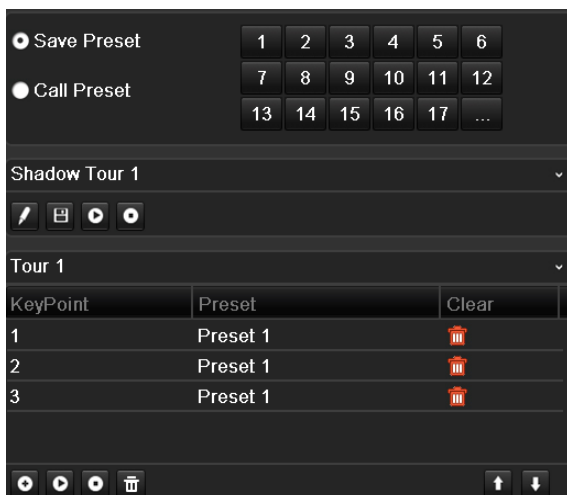 Save Preset
1 2 3 4 5 6
Call Preset
7 8 9 10 11 12
13 14 15 16 17 ...
Shadow Tour 1
Tour 1
KeyPoint Preset Clear
1 Preset 1
2 Preset 1
3 Preset 1